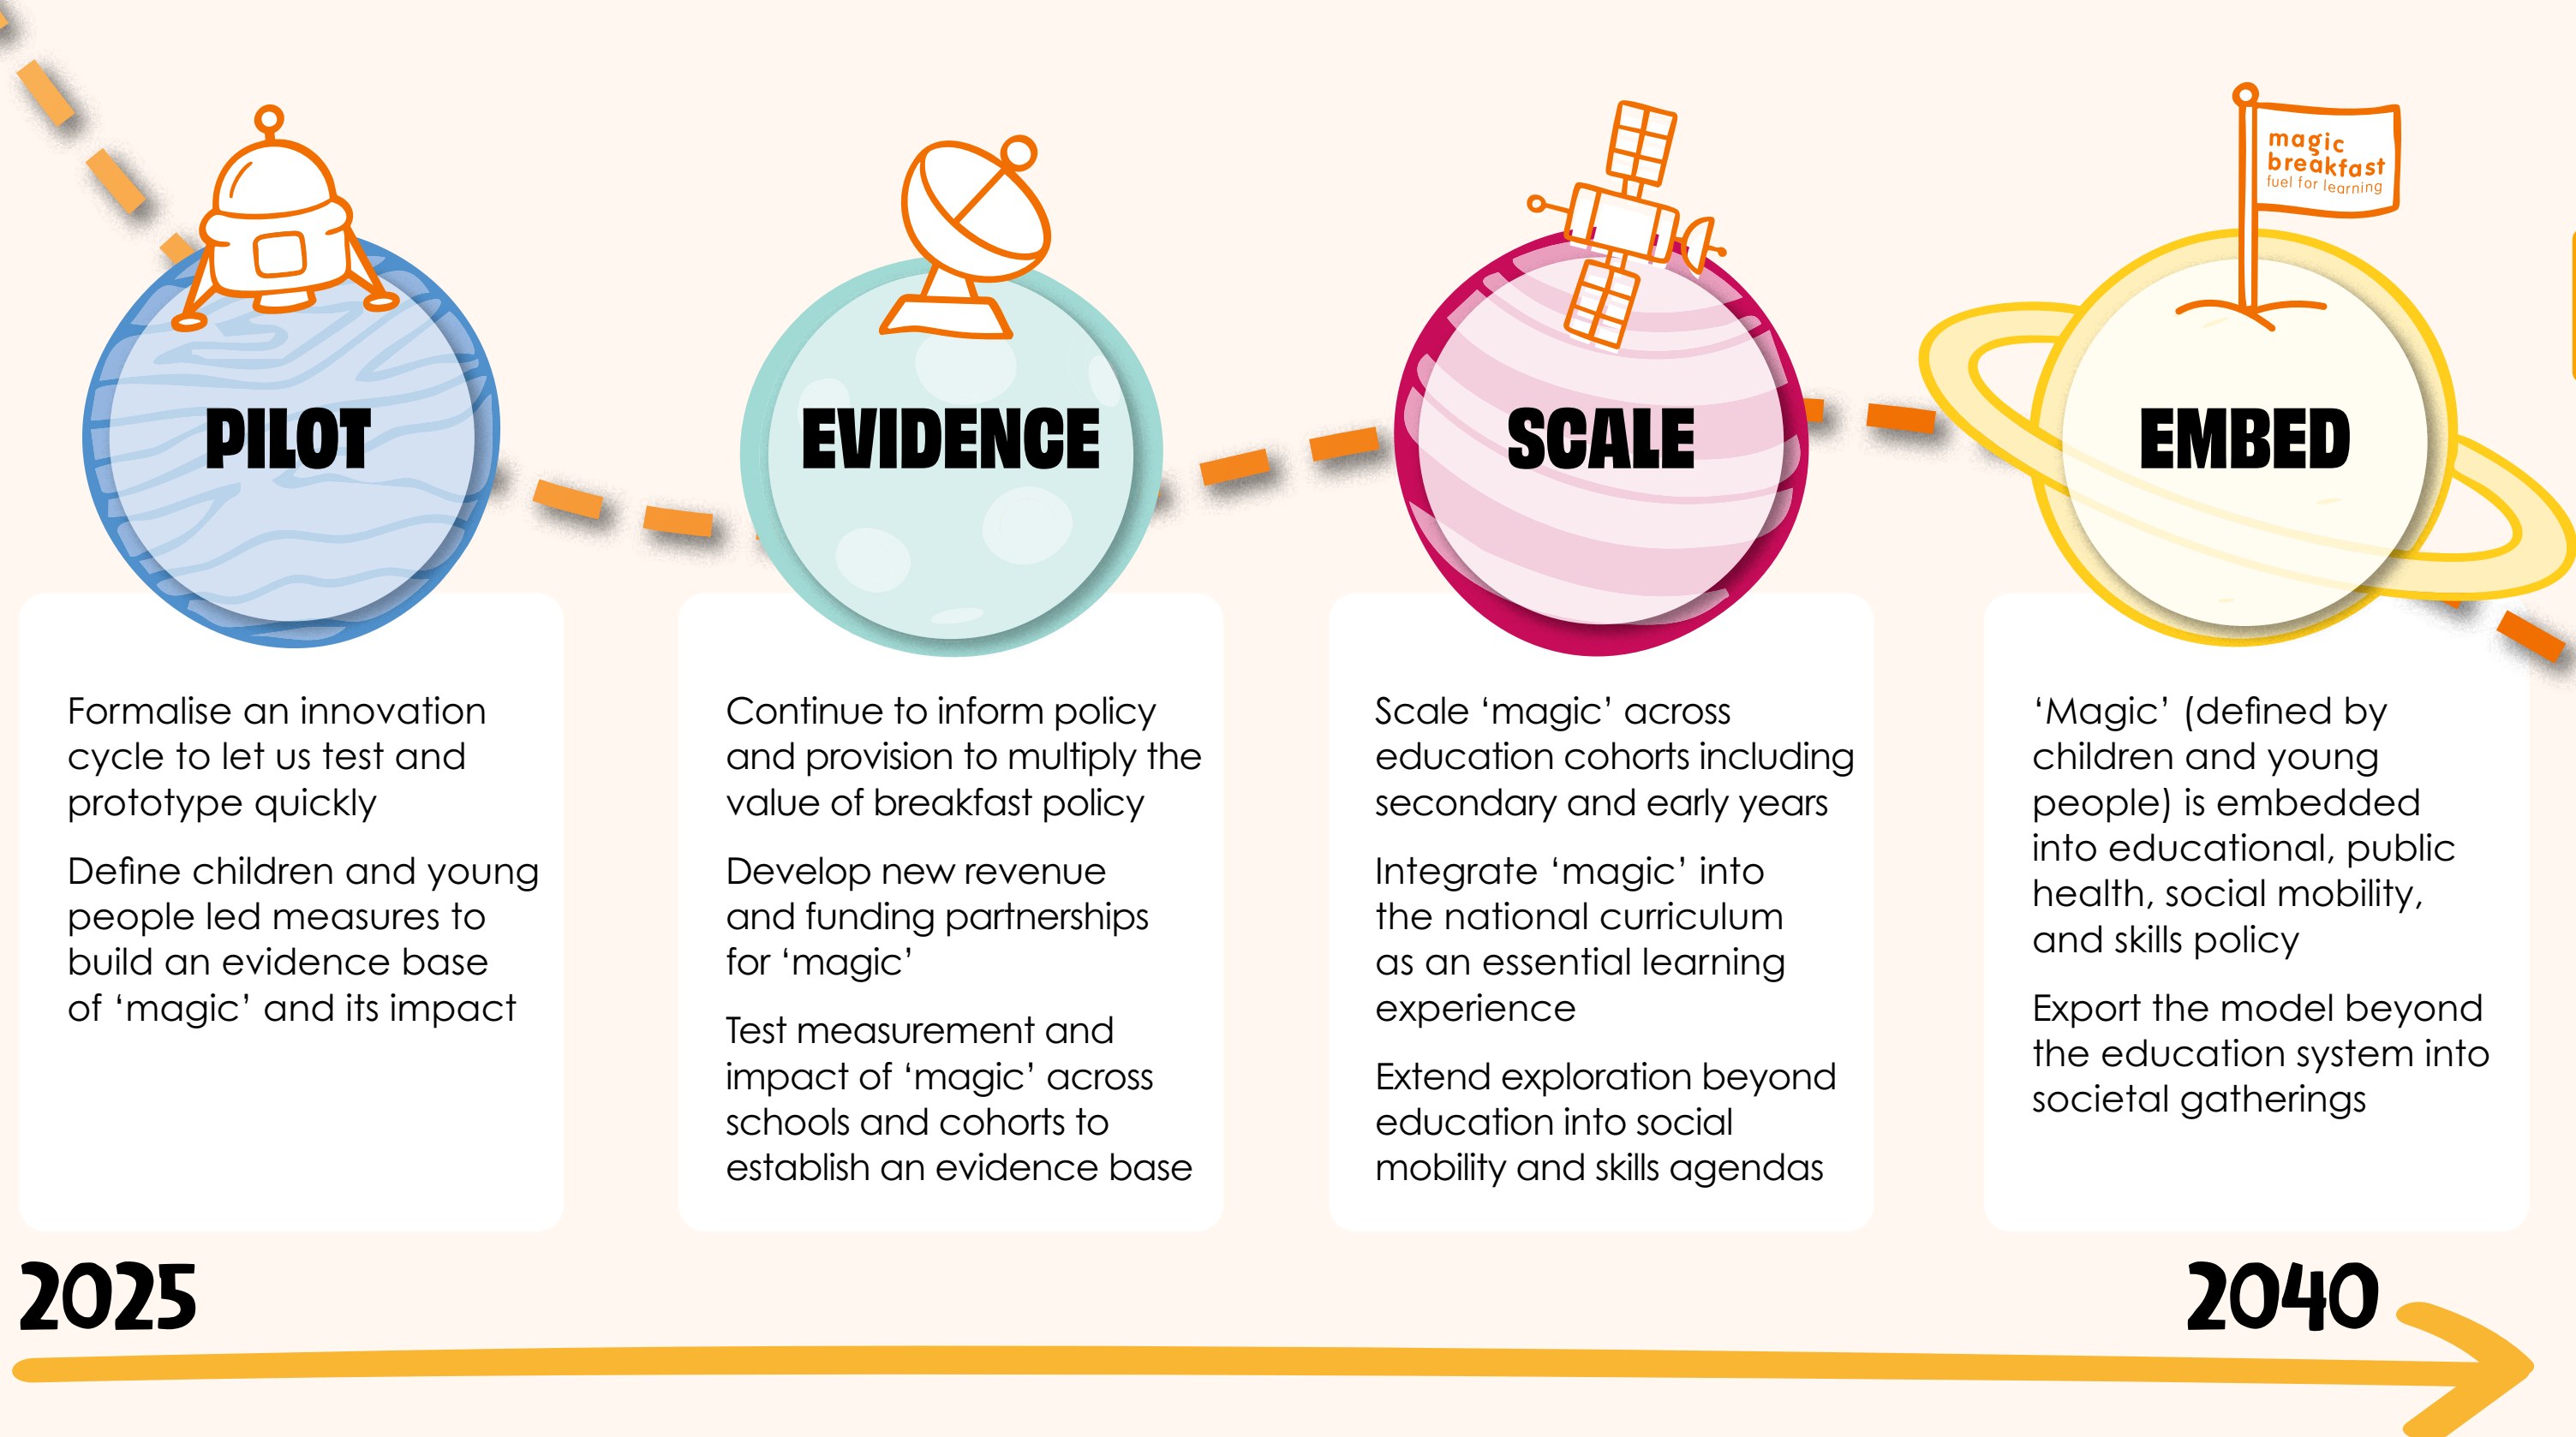 magic
breakfast
fuel for learning
PILOT
EVIDENCE
SCALE
EMBED
Formalise an innovation
cycle to let us test and
prototype quickly
Define children and young
people led measures to
build an evidence base
of ‘magic’ and its impact
Continue to inform policy
and provision to multiply the
value of breakfast policy
Develop new revenue
and funding partnerships
for ‘magic’
Test measurement and
impact of ‘magic’ across
schools and cohorts to
establish an evidence base
Scale ‘magic’ across
education cohorts including
secondary and early years
Integrate ‘magic’ into
the national curriculum
as an essential learning
experience
Extend exploration beyond
education into social
mobility and skills agendas
‘Magic’ (defined by
children and young
people) is embedded
into educational, public
health, social mobility,
and skills policy
Export the model beyond
the education system into
societal gatherings
2025
2040